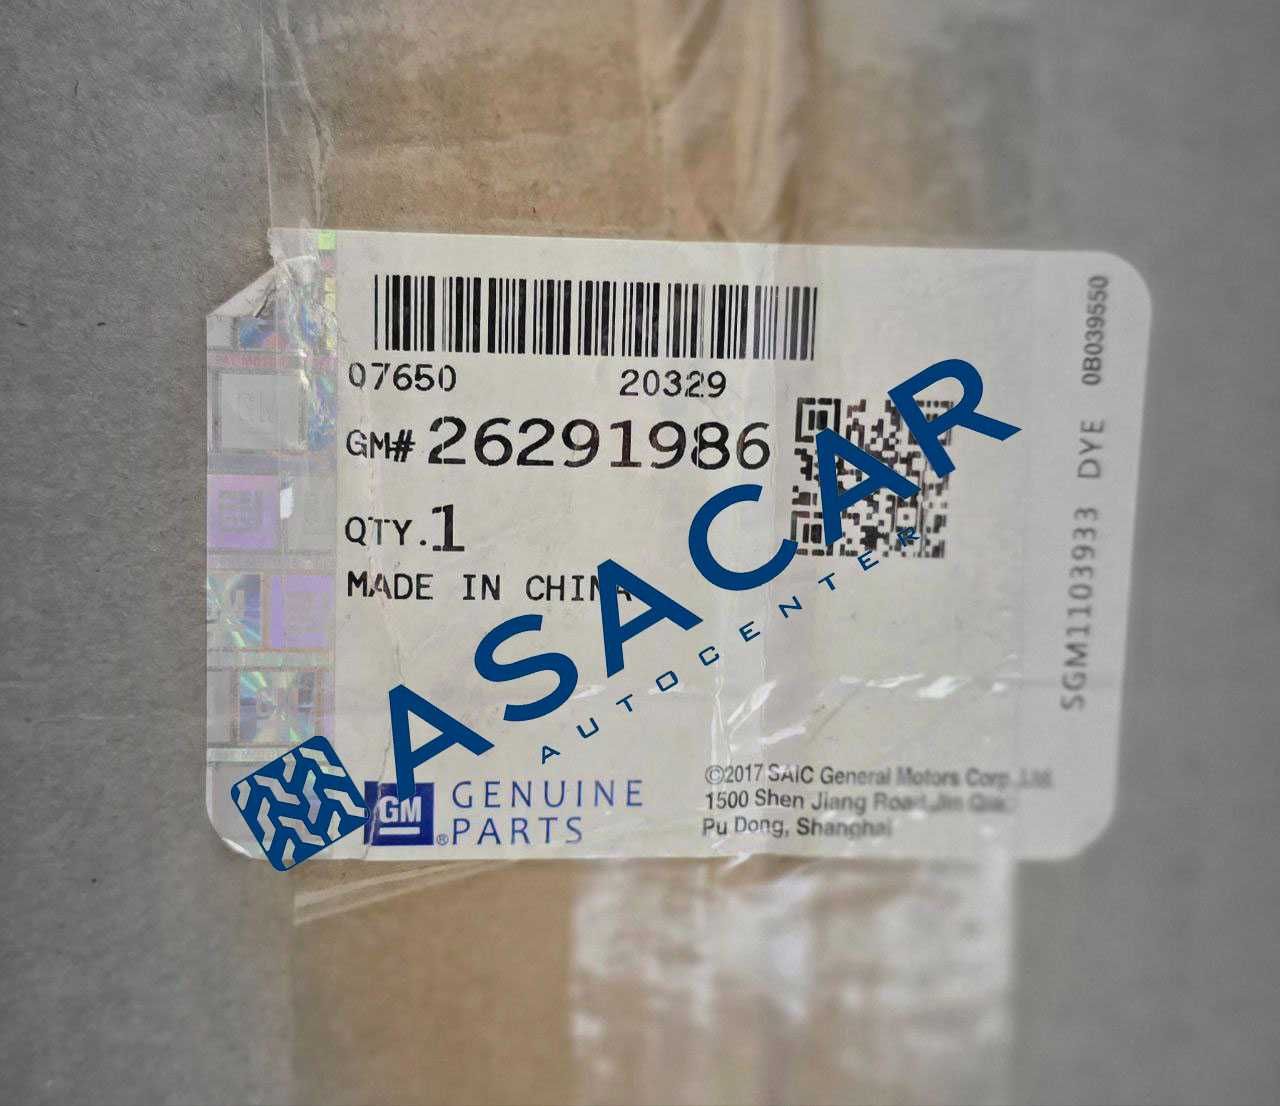 07650 20329
GM# 26291986
QTY.1
MADE IN CHINA
ASACAR
AUTOCENTER
GM
GENUINE
®PARTS
©2017 SAIC General Motors Corp.,Ltd.
1500 Shen Jiang Road,Jin
Pu Dong, Shanghai
SGM1103933 DYE 0B039550